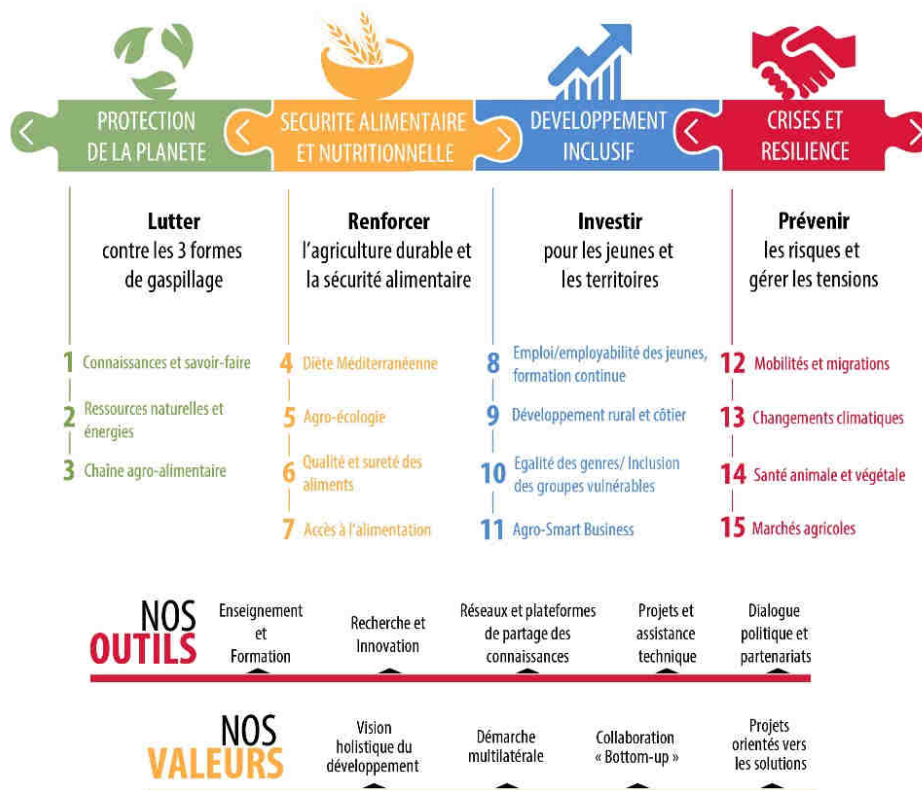 PROTECTION
DE LA PLANETE
SECURITE ALIMENTAIRE
ET NUTRITIONNELLE
DEVELOPPEMENT
INCLUSIF
CRISES ET
RESILIENCE
Lutter
contre les 3 formes
de gaspillage
Renforcer
l'agriculture durable et
la sécurité alimentaire
Investir
pour les jeunes et
les territoires
Prévenir
les risques et
gérer les tensions
1 Connaissances et savoir-faire
2 Ressources naturelles et
énergies
3 Chaîne agro-alimentaire
4 Diète Méditerranéenne
5 Agro-écologie
6 Qualité et sureté des
aliments
7 Accès à l'alimentation
8 Emploi/employabilité des jeunes,
formation continue
9 Développement rural et côtier
10 Egalité des genres/ Inclusion
des groupes vulnérables
11 Agro-Smart Business
12 Mobilités et migrations
13 Changements climatiques
14 Santé animale et végétale
15 Marchés agricoles
NOS
OUTILS
Enseignement
et
Formation
Recherche et
Innovation
Réseaux et plateformes
de partage des
connaissances
Projets et
assistance
technique
Dialogue
politique et
partenariats
NOS
VALEURS
Vision
holistique du
développement
Démarche
multilatérale
Collaboration
« Bottom-up »
Projets
orientés vers
les solutions